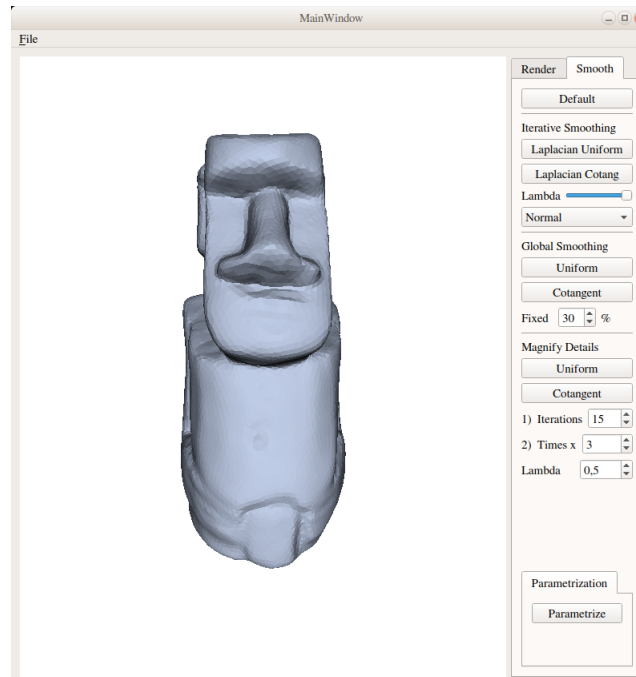 MainWindow
File
Render Smooth
Default
Iterative Smoothing
Laplacian Uniform
Laplacian Cotang
Lambda
Normal
Global Smoothing
Uniform
Cotangent
Fixed 30 %
Magnify Details
Uniform
Cotangent
1) Iterations 15
2) Times x 3
Lambda 0,5
Parametrization
Parametrize